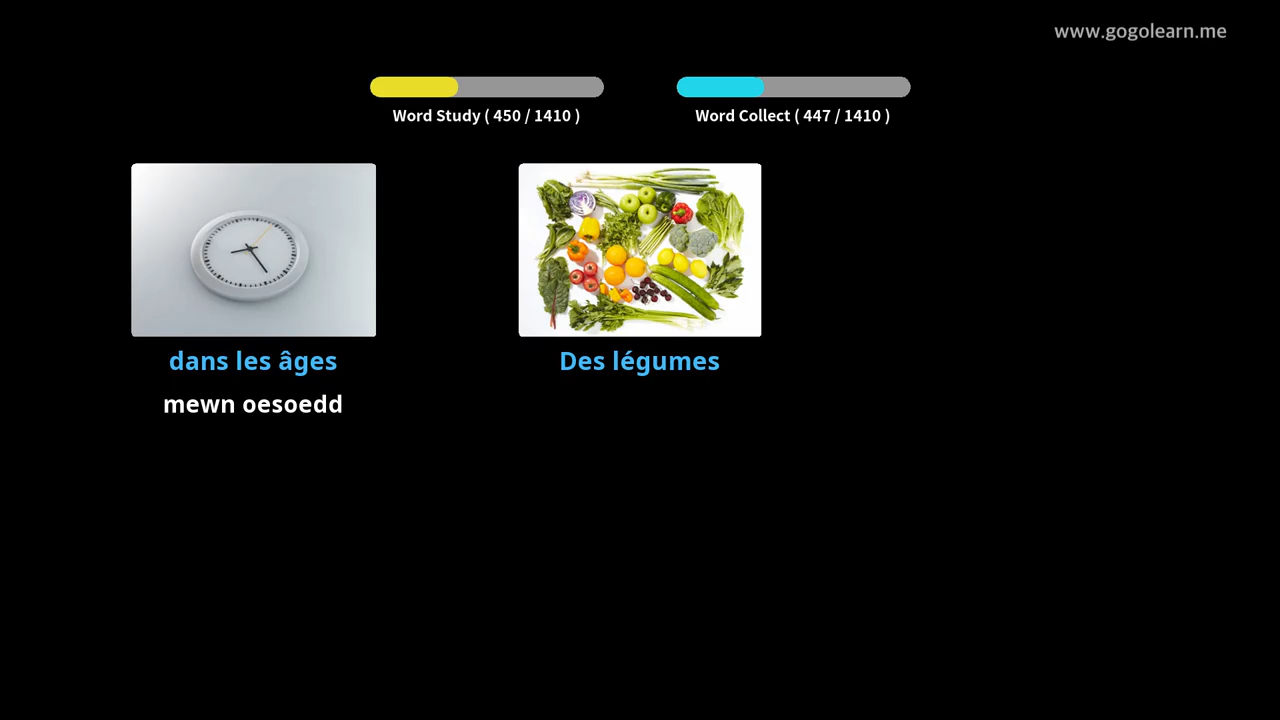 www.gogolearn.me
Word Study ( 450 / 1410 )
Word Collect ( 447 / 1410 )
dans les âges
mewn oesoedd
Des légumes